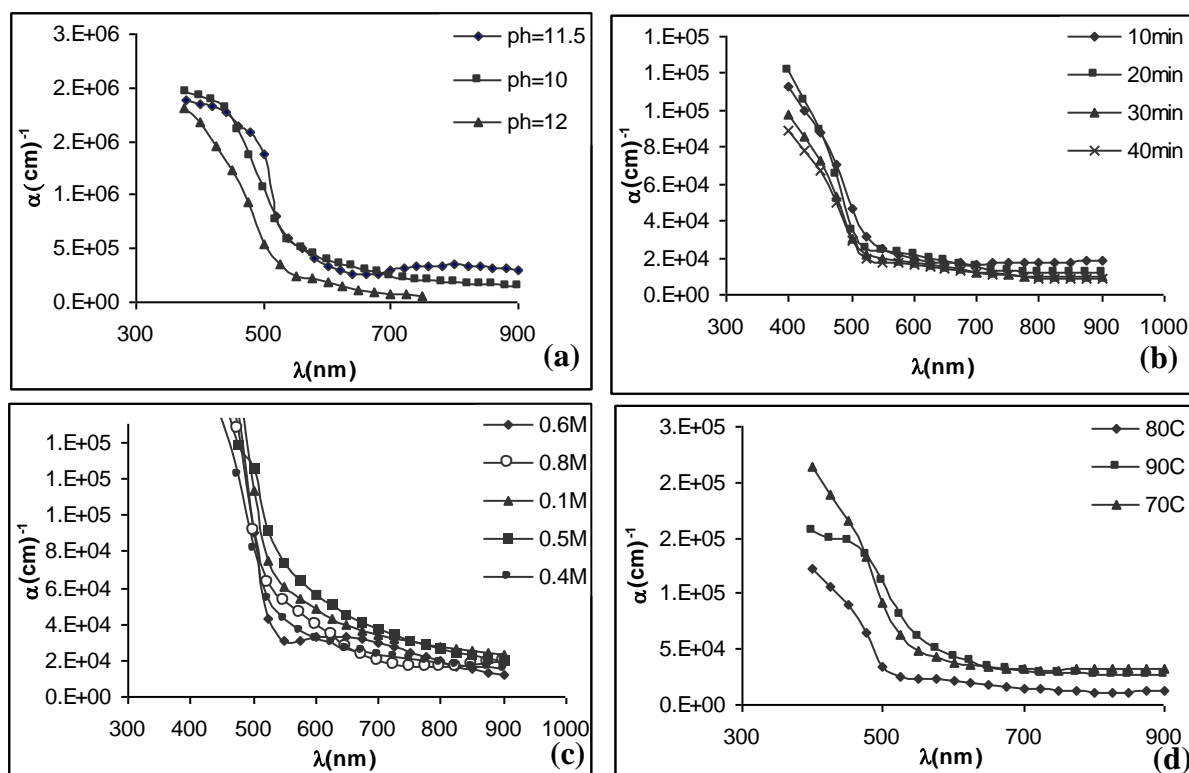 3.E+06
2.E+06
2.E+06
1.E+06
5.E+05
0.E+00
α(cm)-1
300 500 700 900
λ(nm)
ph=11.5
ph=10
ph=12
(a)
1.E+05
1.E+05
1.E+05
8.E+04
6.E+04
4.E+04
2.E+04
0.E+00
α(cm)-1
300 400 500 600 700 800 900 1000
λ(nm)
10min
20min
30min
40min
(b)
1.E+05
1.E+05
1.E+05
8.E+04
6.E+04
4.E+04
2.E+04
0.E+00
α(cm)-1
300 400 500 600 700 800 900 1000
λ(nm)
0.6M
0.8M
0.1M
0.5M
0.4M
(c)
3.E+05
2.E+05
2.E+05
1.E+05
5.E+04
0.E+00
α(cm)-1
300 500 700 900
λ(nm)
80C
90C
70C
(d)